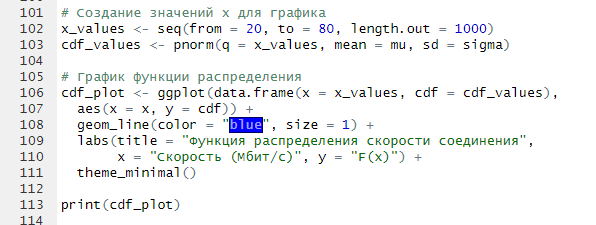 101 # Создание значений x для графика
102 x_values <- seq(from = 20, to = 80, length.out = 1000)
103 cdf_values <- pnorm(q = x_values, mean = mu, sd = sigma)
104
105 # График функции распределения
106 cdf_plot <- ggplot(data.frame(x = x_values, cdf = cdf_values),
107 aes(x = x, y = cdf)) +
108 geom_line(color = "blue", size = 1) +
109 labs(title = "Функция распределения скорости соединения",
110 x = "Скорость (Мбит/с)", y = "F(x)") +
111 theme_minimal()
112
113 print(cdf_plot)
114